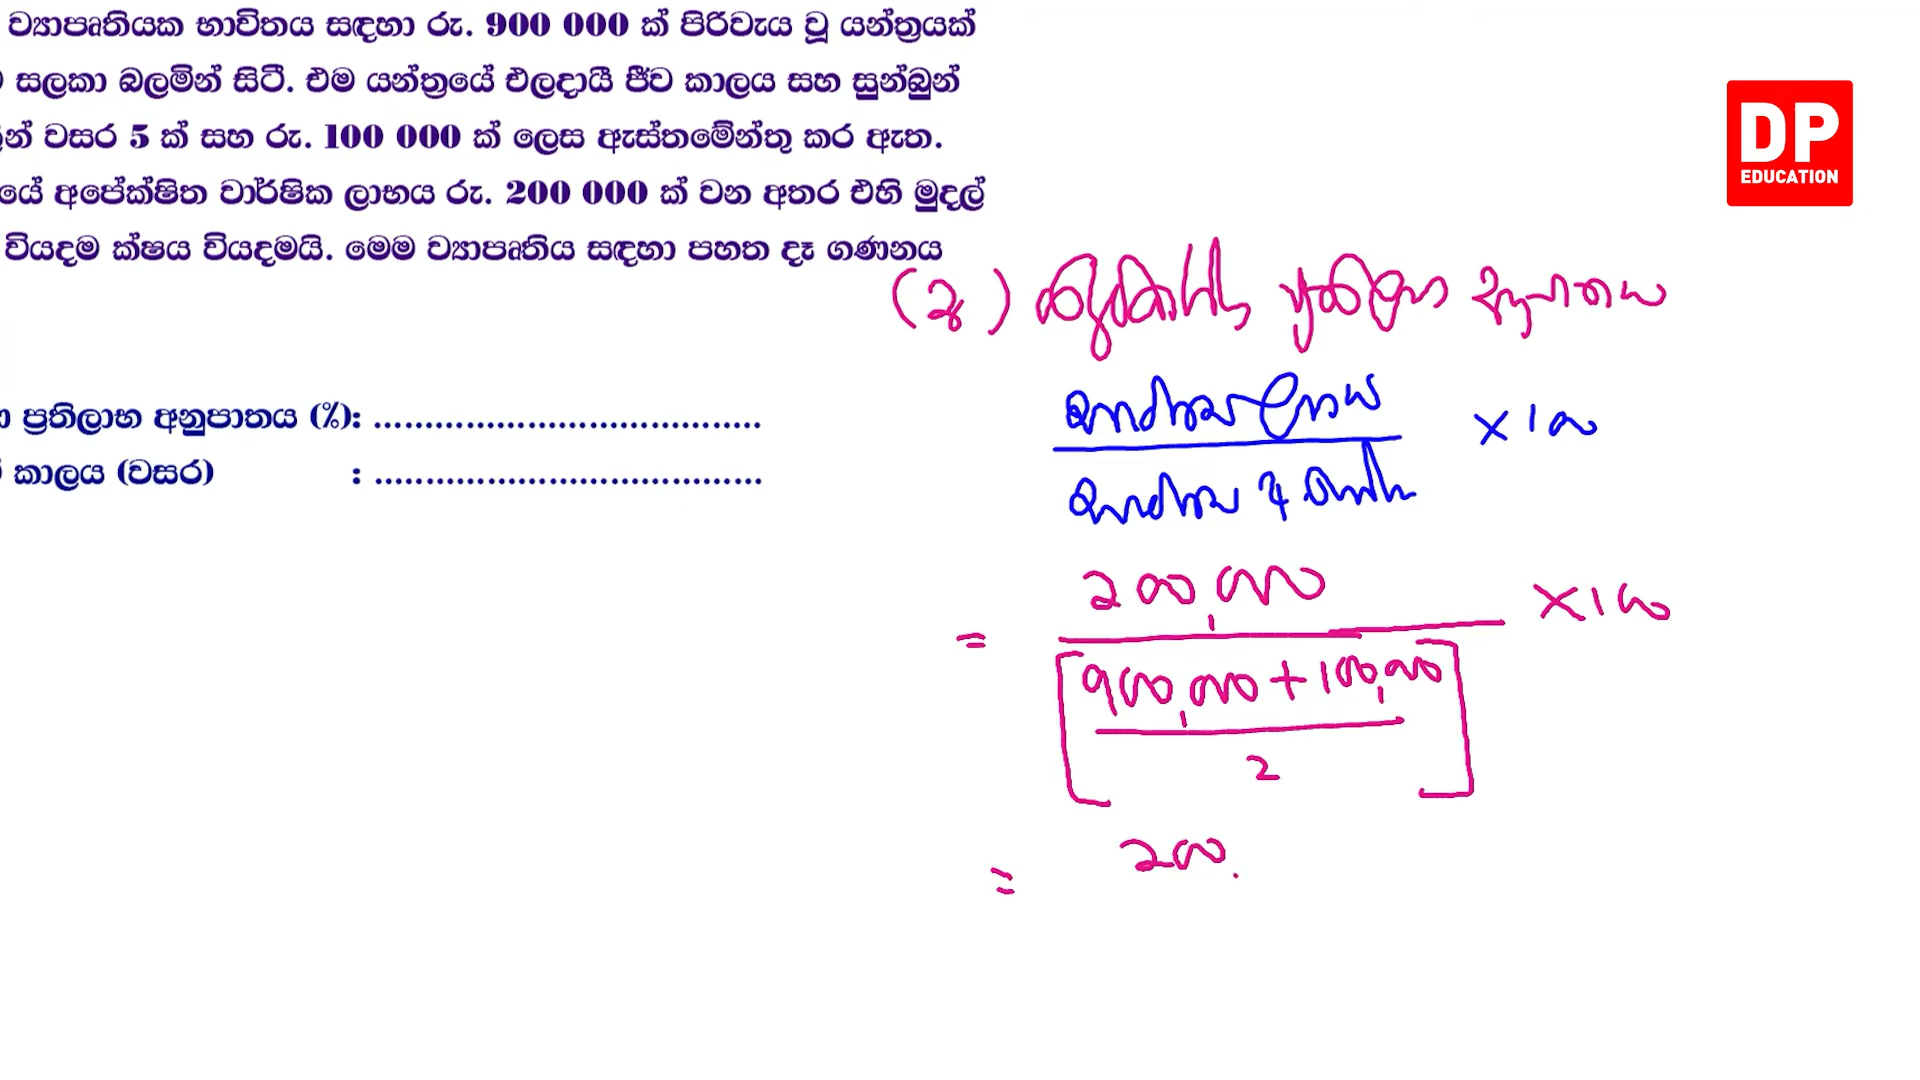 ව්‍යාපෘතියක භාවිතය සඳහා රු. 900 000 ක් පිරිවැය වූ යන්ත්‍රයක්
සලකා බලමින් සිටී. එම යන්ත්‍රයේ ඵලදායී ජීව කාලය සහ සුන්බුන්
වසර 5 ක් සහ රු. 100 000 ක් ලෙස ඇස්තමේන්තු කර ඇත.
යේ අපේක්ෂිත වාර්ෂික ලාභය රු. 200 000 ක් වන අතර එහි මුදල්
වියදම ක්ෂය වියදමයි. මෙම ව්‍යාපෘතිය සඳහා පහත දෑ ගණනය
ප්‍රතිලාභ අනුපාතය (%): ......................................
කාලය (වසර) : ......................................
DP
EDUCATION
සාමාන්‍ය ලාභය × 100
සාමාන්‍ය
= 200,000 × 100
[900,000 + 100,000]
2
= 200